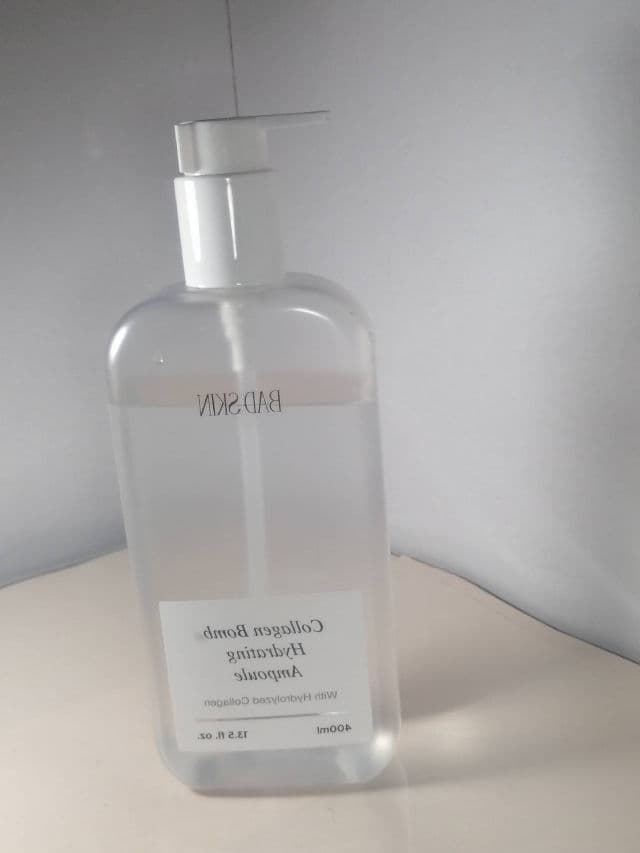 BAD SKIN
Collagen Bomb
Hydrating
Ampoule
With Hydrolyzed Collagen
400ml 13.5 fl. oz.